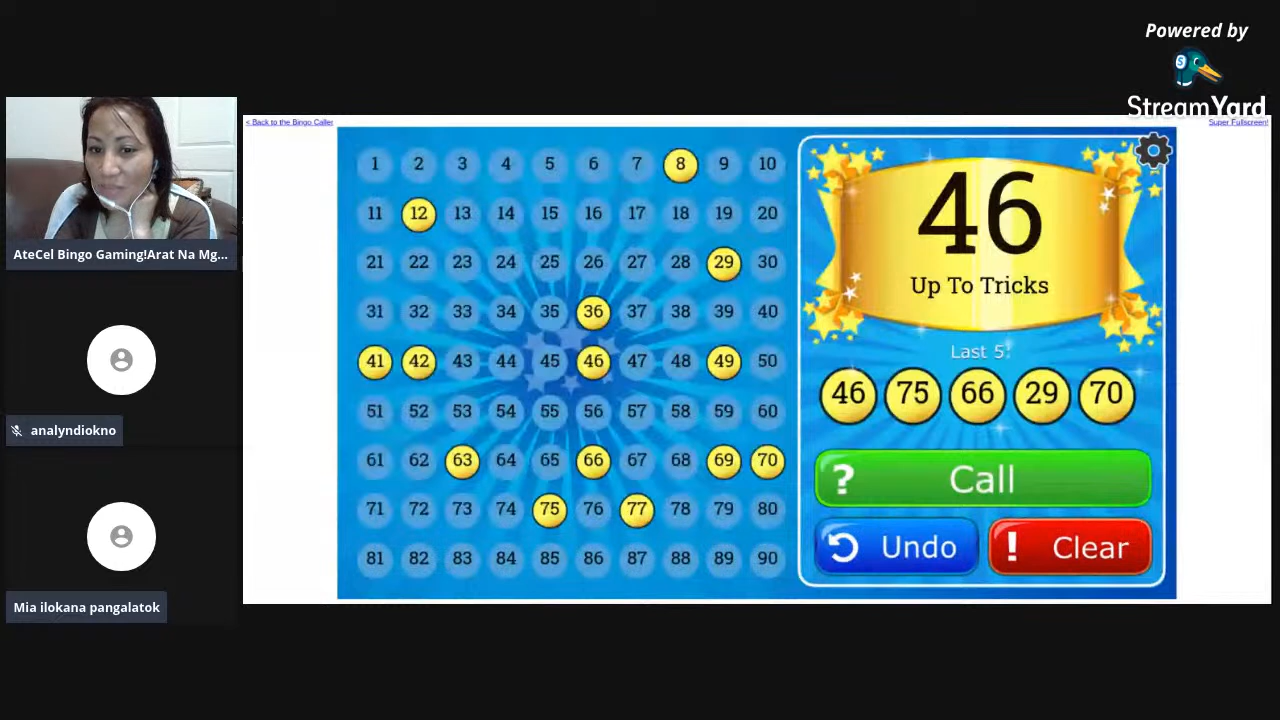 Powered by
StreamYard
< Back to the Bingo Caller
Super Fullscreen!
1 2 3 4 5 6 7 8 9 10
11 12 13 14 15 16 17 18 19 20
21 22 23 24 25 26 27 28 29 30
31 32 33 34 35 36 37 38 39 40
41 42 43 44 45 46 47 48 49 50
51 52 53 54 55 56 57 58 59 60
61 62 63 64 65 66 67 68 69 70
71 72 73 74 75 76 77 78 79 80
81 82 83 84 85 86 87 88 89 90
46
Up To Tricks
Last 5:
46 75 66 29 70
? Call
Undo
! Clear
AteCel Bingo Gaming!Arat Na Mg...
analyndiokno
Mia ilokana pangalatok